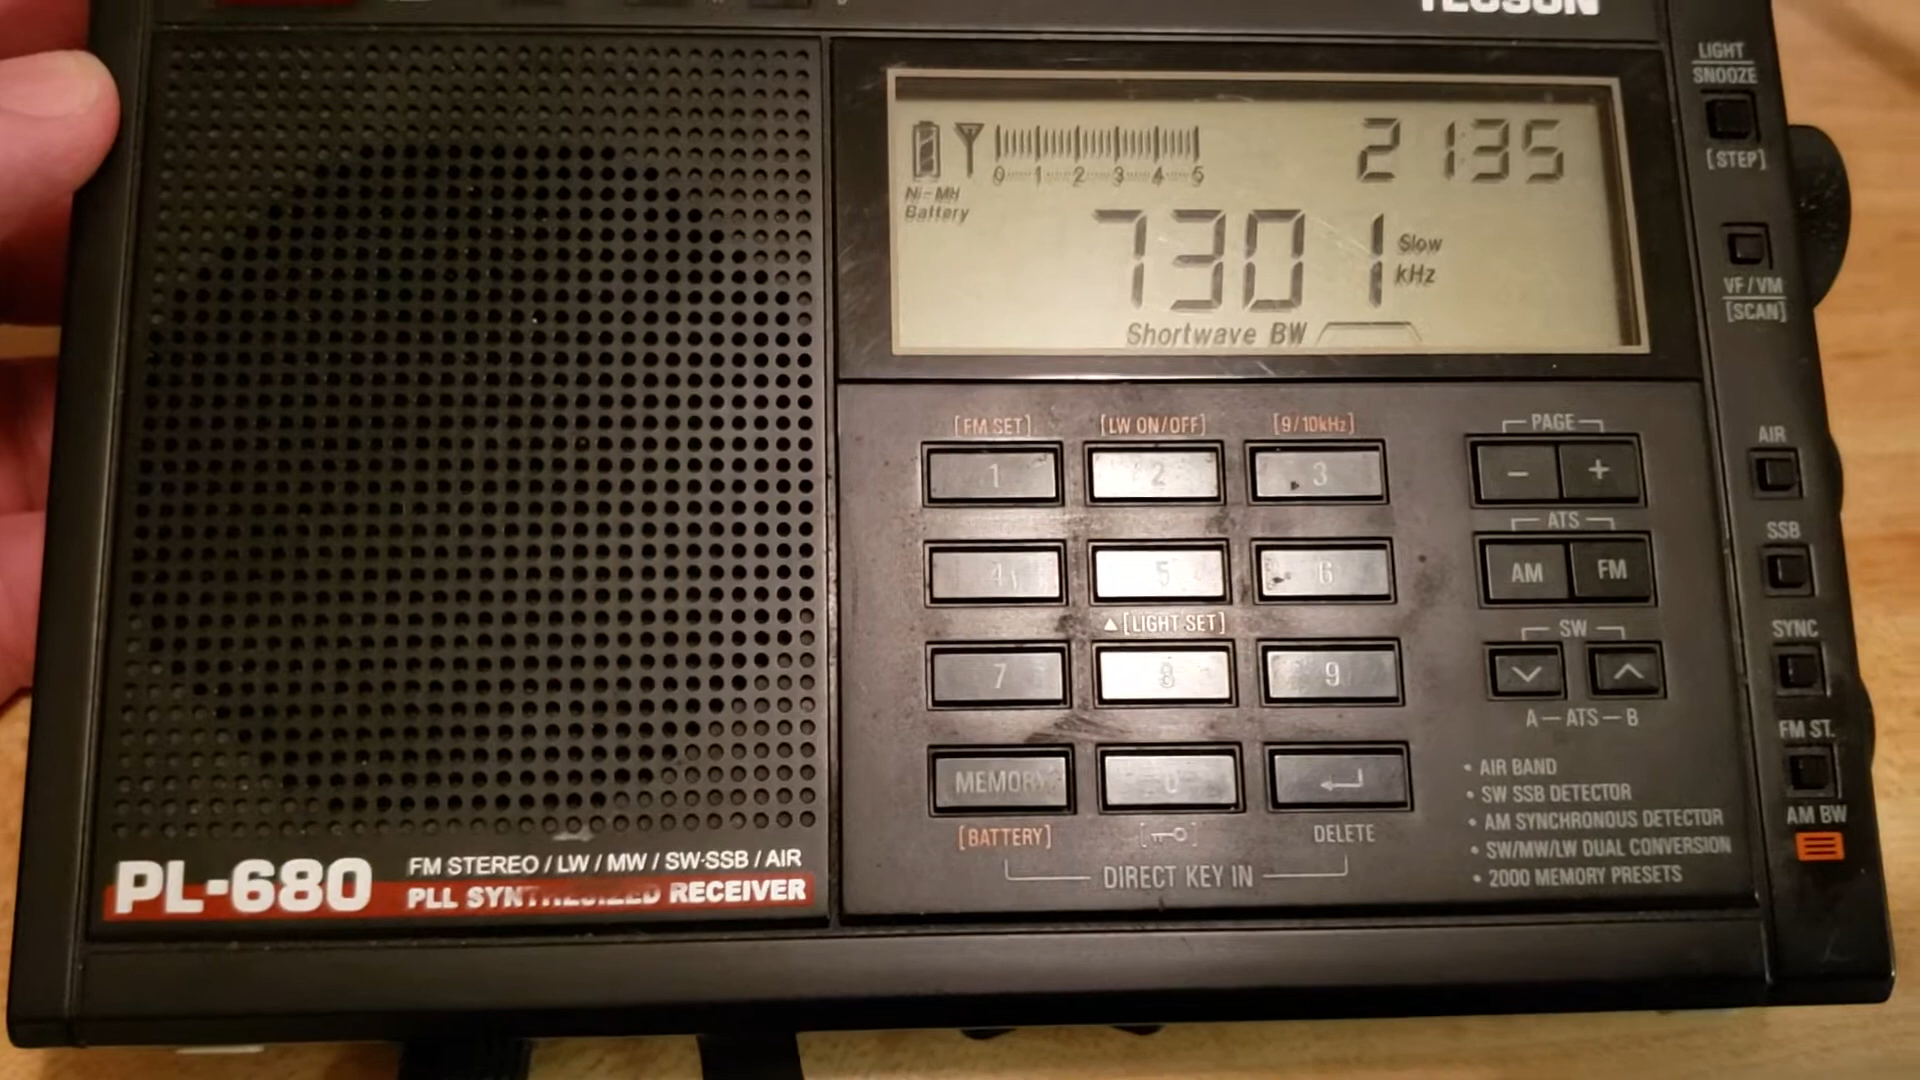 TECSUN
LIGHT
SNOOZE
[STEP]
2135
0 1 2 3 4 5
Ni-MH
Battery
7301 Slow
kHz
Shortwave BW
VF/VM
[SCAN]
[FM SET] [LW ON/OFF] [9/10kHz]
1 2 3
PAGE
- +
AIR
4 5 6
ATS
AM FM
SSB
▲[LIGHT SET]
7 8 9
SW
SYNC
A—ATS—B
MEMORY 0
[BATTERY] DELETE
DIRECT KEY IN
FM ST.
AM BW
• AIR BAND
• SW SSB DETECTOR
• AM SYNCHRONOUS DETECTOR
• SW/MW/LW DUAL CONVERSION
• 2000 MEMORY PRESETS
PL-680
FM STEREO / LW / MW / SW-SSB / AIR
PLL SYNTHESIZED RECEIVER